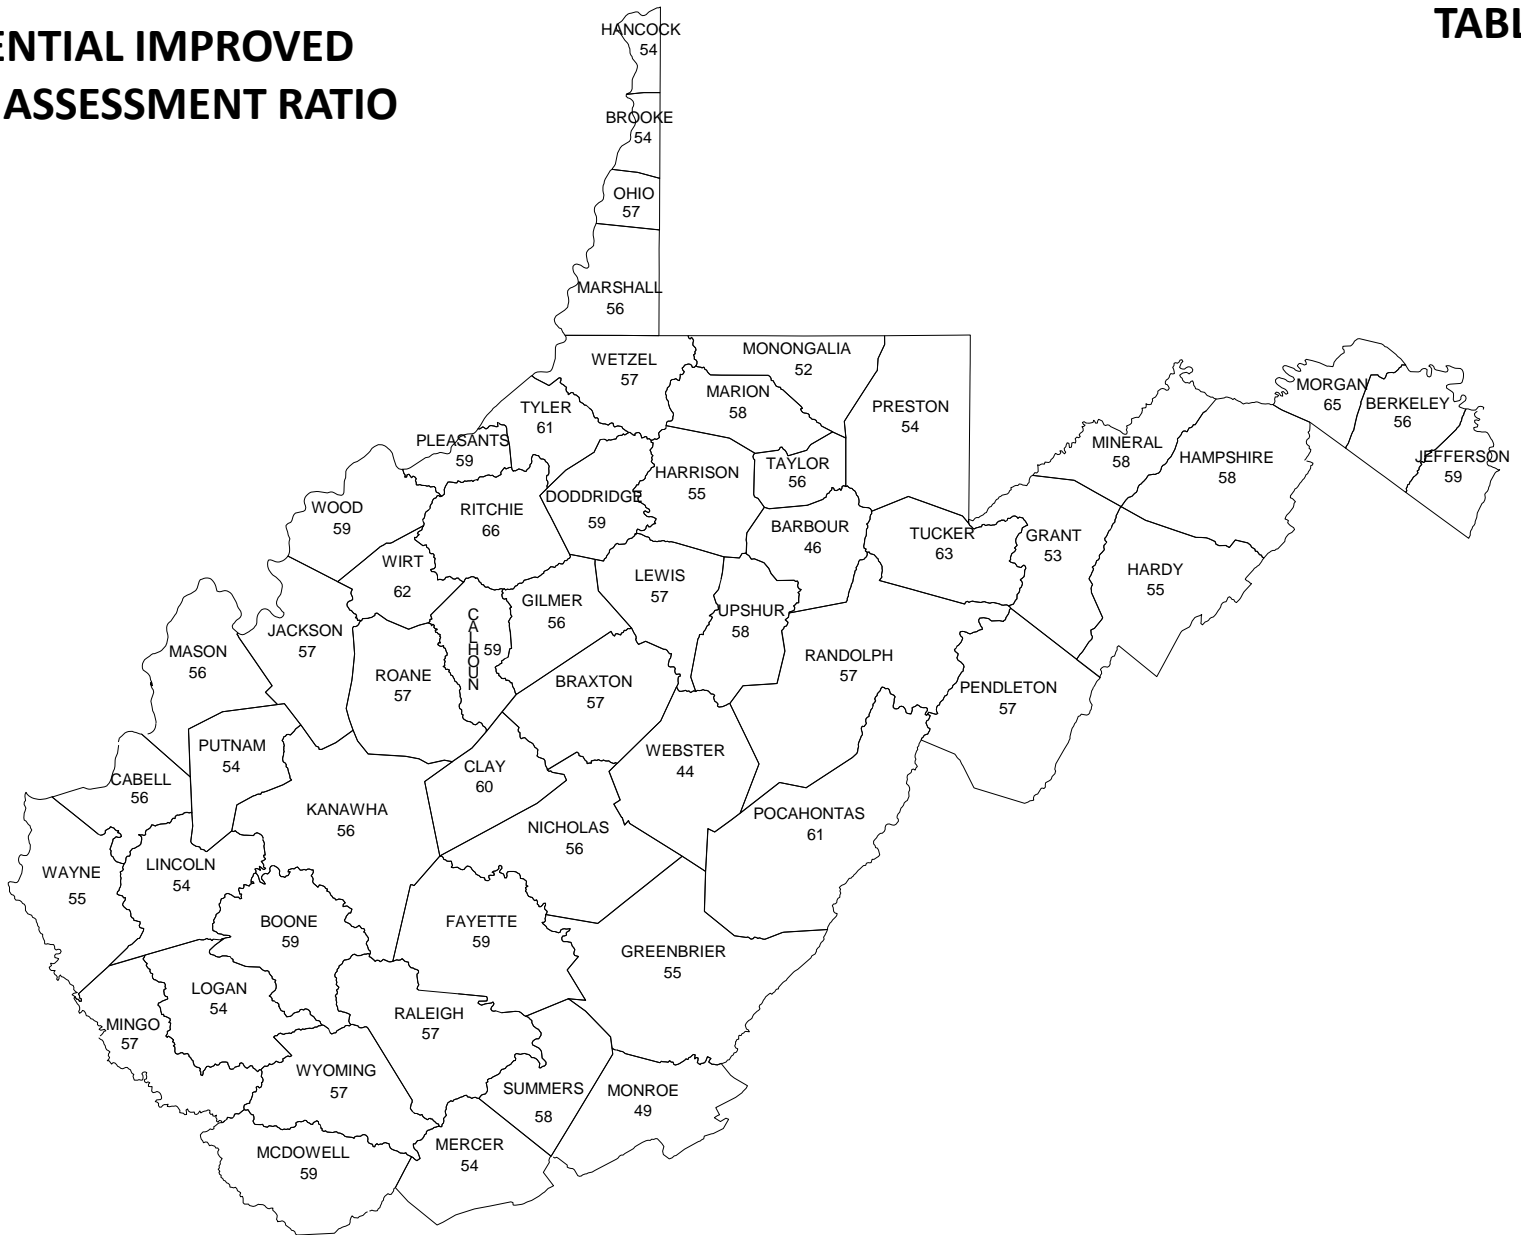 ENTIAL IMPROVED
ASSESSMENT RATIO
TABL
HANCOCK
54
BROOKE
54
OHIO
57
MARSHALL
56
WETZEL
57
MONONGALIA
52
MARION
58
PRESTON
54
TYLER
61
PLEASANTS
59
MORGAN
65
BERKELEY
56
JEFFERSON
59
MINERAL
58
HAMPSHIRE
58
HARRISON
55
TAYLOR
56
DODDRIDGE
59
RITCHIE
66
WOOD
59
BARBOUR
46
TUCKER
63
GRANT
53
HARDY
55
WIRT
62
LEWIS
57
GILMER
56
UPSHUR
58
CALHOUN
59
JACKSON
57
MASON
56
ROANE
57
BRAXTON
57
RANDOLPH
57
PENDLETON
57
PUTNAM
54
CABELL
56
CLAY
60
WEBSTER
44
KANAWHA
56
NICHOLAS
56
POCAHONTAS
61
WAYNE
55
LINCOLN
54
BOONE
59
FAYETTE
59
GREENBRIER
55
LOGAN
54
RALEIGH
57
MINGO
57
WYOMING
57
SUMMERS
58
MONROE
49
MCDOWELL
59
MERCER
54